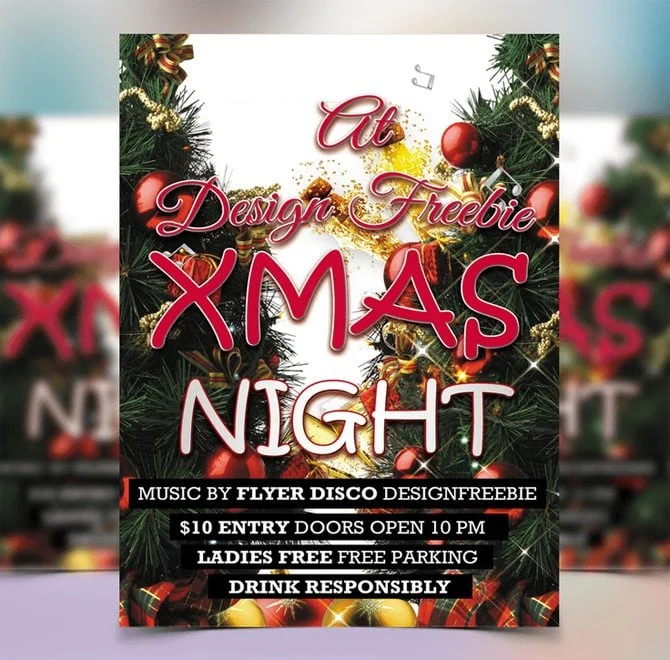 At
Design Freebie
XMAS
NIGHT
MUSIC BY FLYER DISCO DESIGNFREEBIE
$10 ENTRY DOORS OPEN 10 PM
LADIES FREE FREE PARKING
DRINK RESPONSIBLY